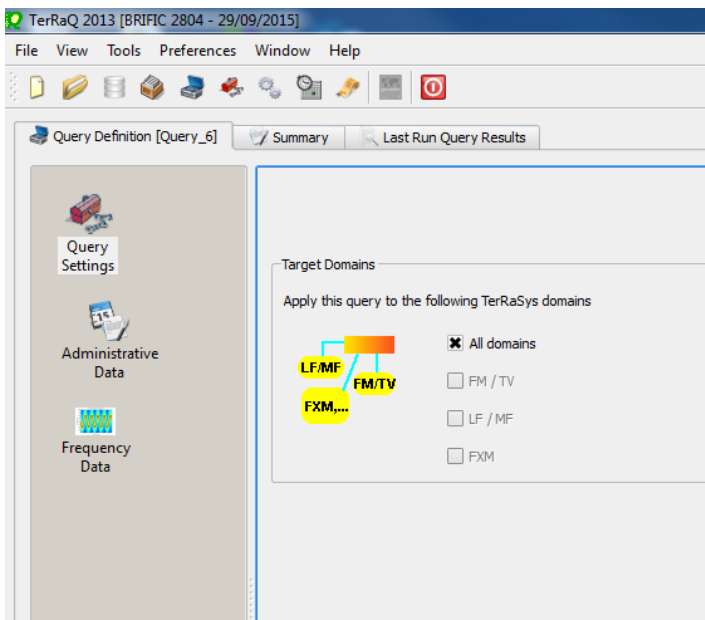 TerRaQ 2013 [BRIFIC 2804 - 29/09/2015]
File View Tools Preferences Window Help
Query Definition [Query_6] Summary Last Run Query Results
Query
Settings
Administrative
Data
Frequency
Data
Target Domains
Apply this query to the following TerRaSys domains
LF/MF
FM/TV
FXM,...
All domains
FM / TV
LF / MF
FXM